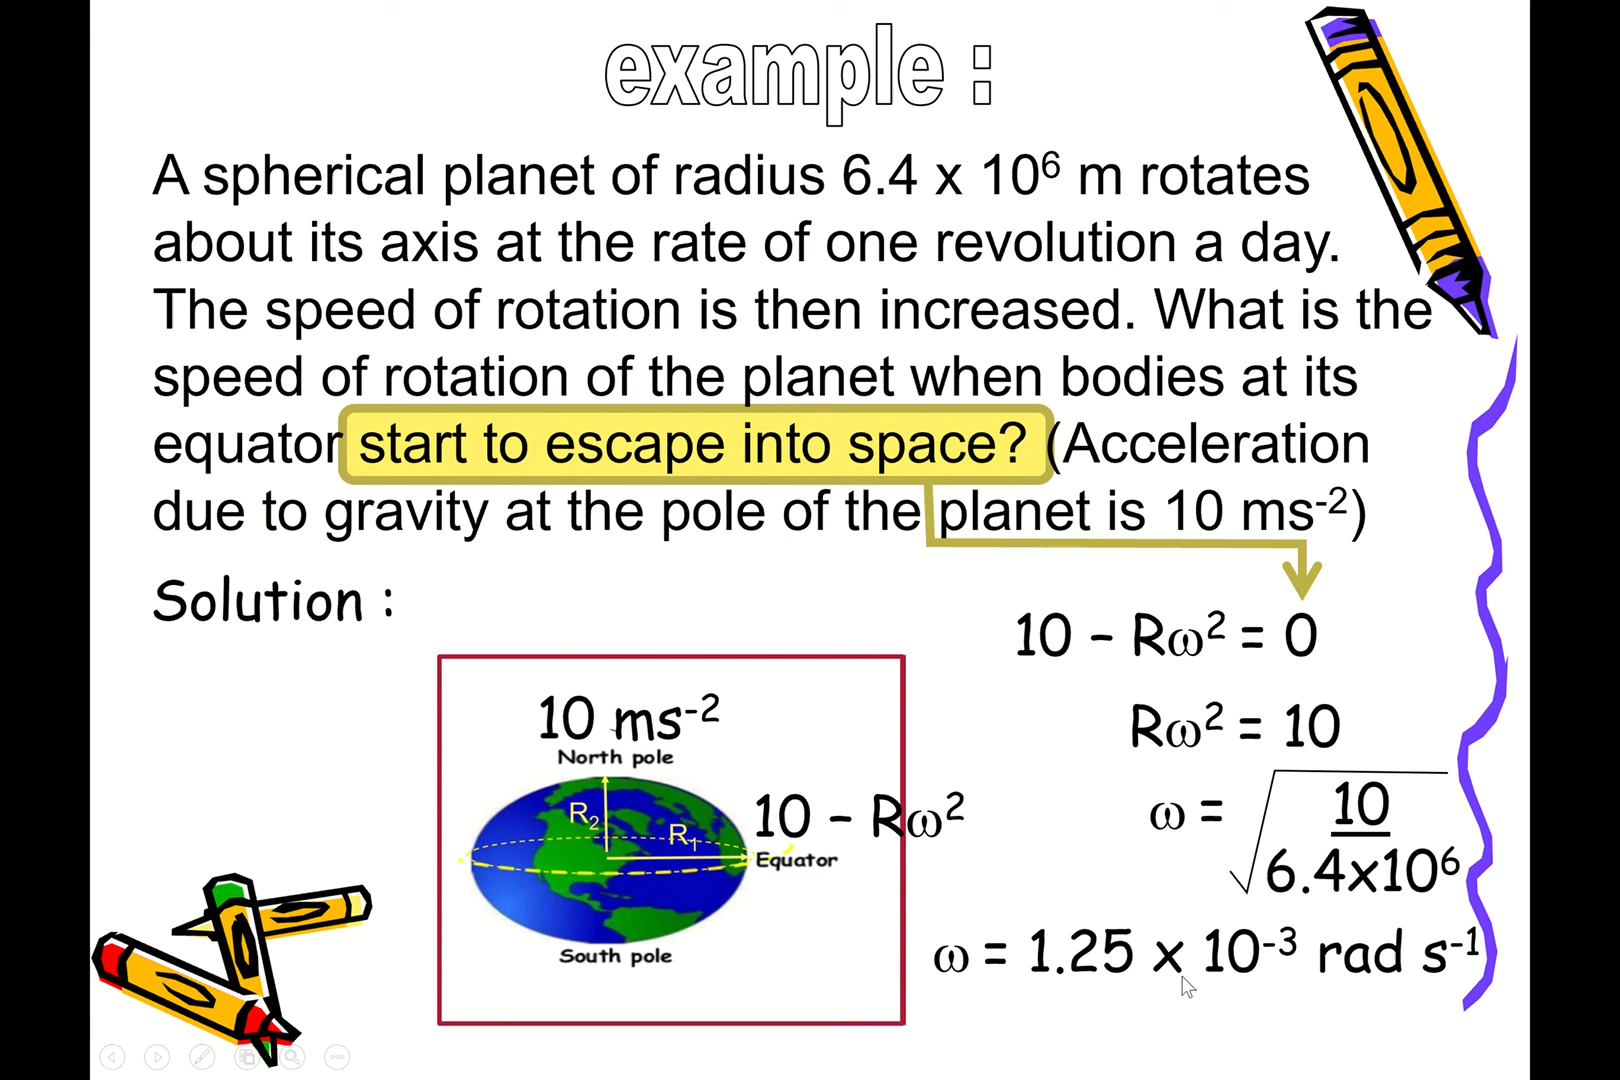 example :
A spherical planet of radius 6.4 x 10⁶ m rotates
about its axis at the rate of one revolution a day.
The speed of rotation is then increased. What is the
speed of rotation of the planet when bodies at its
equator start to escape into space? (Acceleration
due to gravity at the pole of the planet is 10 ms⁻²)
Solution :
10 ms⁻²
North pole
R₂
R₁
10 – Rω²
Equator
South pole
10 – Rω² = 0
Rω² = 10
ω = √ 10
6.4x10⁶
ω = 1.25 x 10⁻³ rad s⁻¹